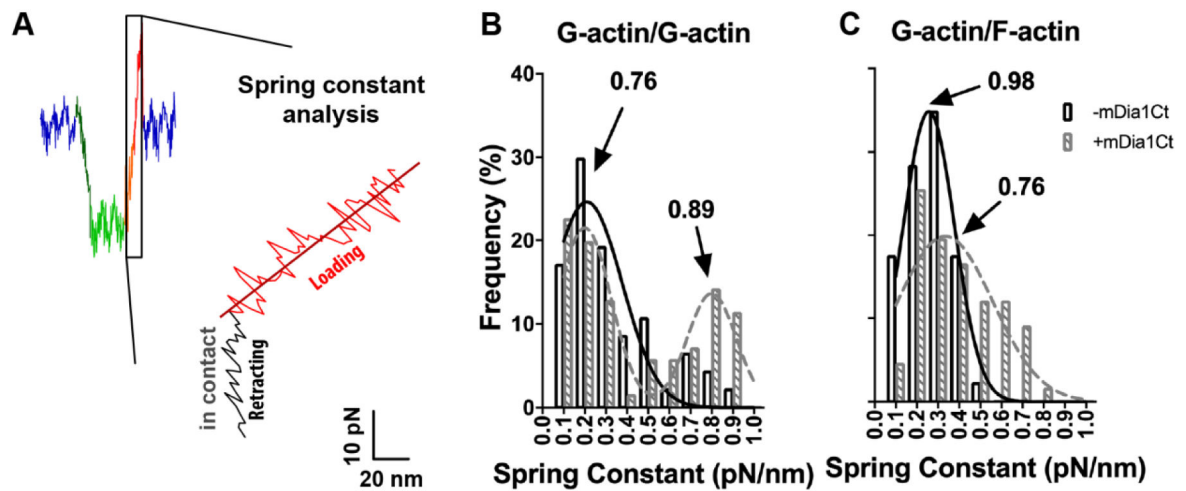 A
Spring constant
analysis
Loading
in contact
Retracting
10 pN
20 nm
B
G-actin/G-actin
Frequency (%)
40
30
20
10
0
0.76
0.89
0.0
0.1
0.2
0.3
0.4
0.5
0.6
0.7
0.8
0.9
1.0
Spring Constant (pN/nm)
C
G-actin/F-actin
0.98
0.76
-mDia1Ct
+mDia1Ct
0.0
0.1
0.2
0.3
0.4
0.5
0.6
0.7
0.8
0.9
1.0
Spring Constant (pN/nm)